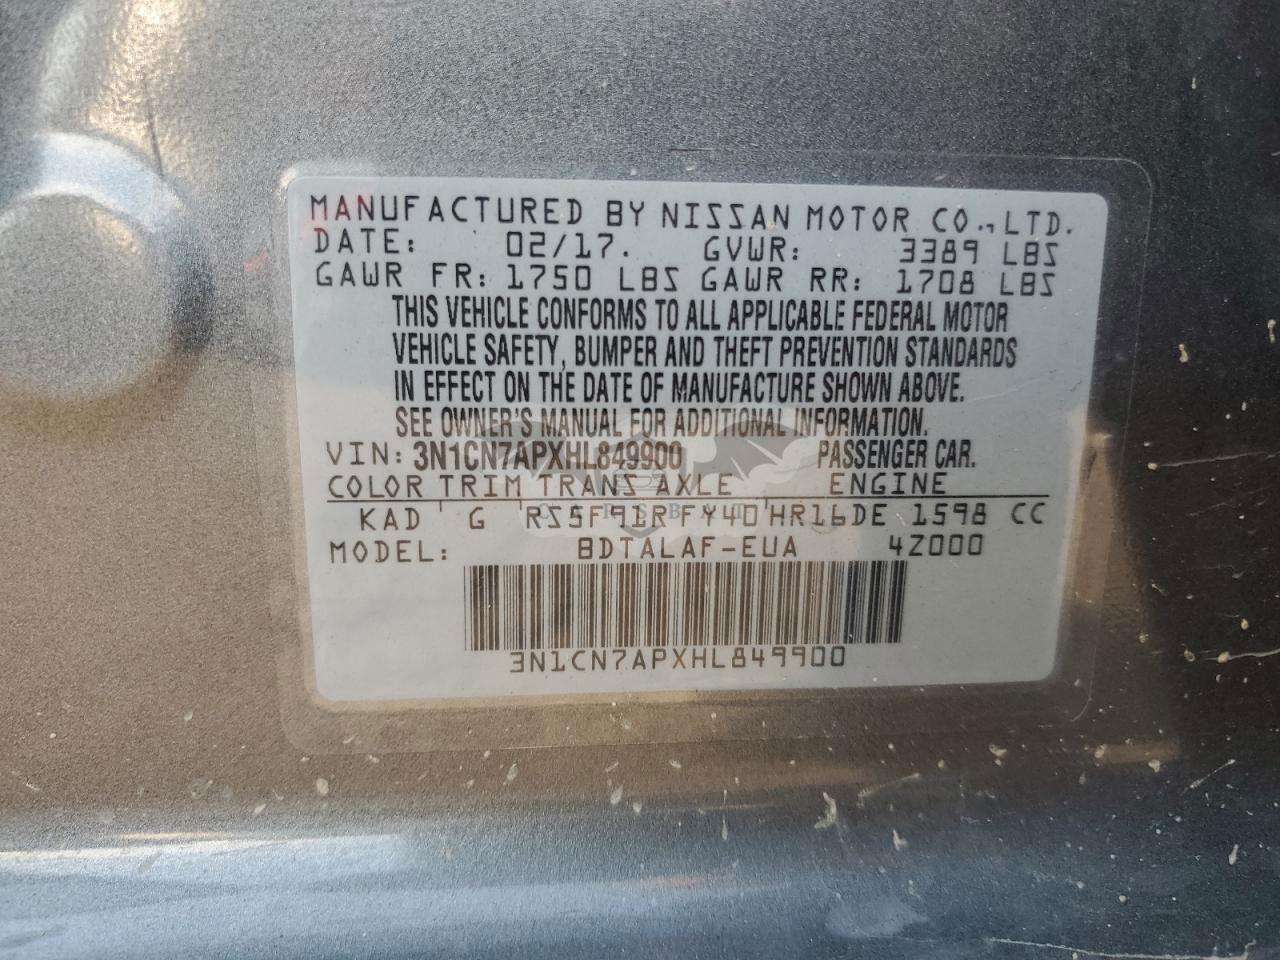 MANUFACTURED BY NISSAN MOTOR CO., LTD.
DATE: 02/17. GVWR: 3389 LBS
GAWR FR: 1750 LBS GAWR RR: 1708 LBS
THIS VEHICLE CONFORMS TO ALL APPLICABLE FEDERAL MOTOR
VEHICLE SAFETY, BUMPER AND THEFT PREVENTION STANDARDS
IN EFFECT ON THE DATE OF MANUFACTURE SHOWN ABOVE.
SEE OWNER'S MANUAL FOR ADDITIONAL INFORMATION.
VIN: 3N1CN7APXHL849900 PASSENGER CAR.
COLOR TRIM TRANS AXLE ENGINE
KAD G RS5F91R FY40 HR16DE 1598 CC
MODEL: BDTALAF-EUA 4Z000
3N1CN7APXHL849900